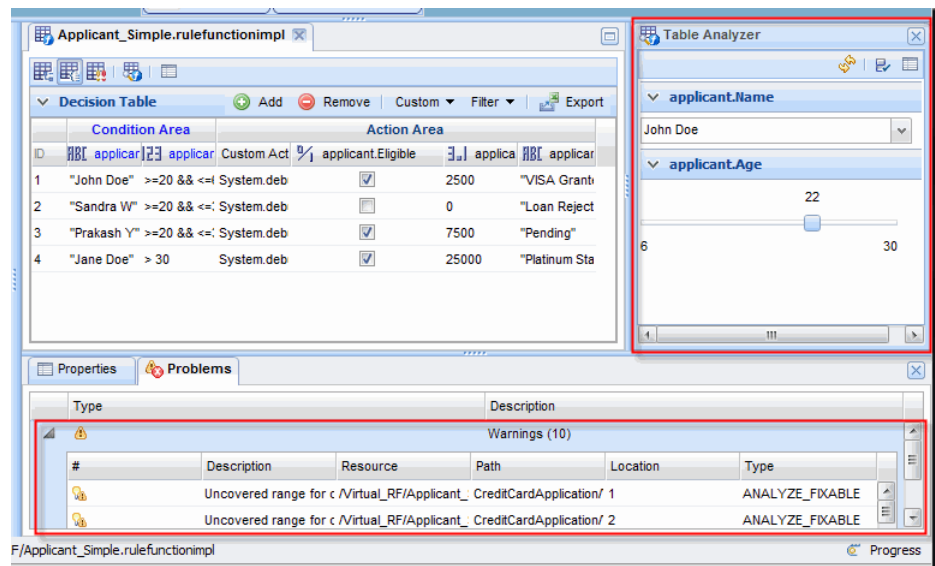 Applicant_Simple.rulefunctionimpl
Table Analyzer
Decision Table Add Remove Custom Filter Export
applicant.Name
Condition Area Action Area
John Doe
ID applicar applicar Custom Act applicant.Eligible applica applicar
applicant.Age
1 "John Doe" >=20 && <= System.deb 2500 "VISA Grante
22
2 "Sandra W" >=20 && <= System.deb 0 "Loan Reject
3 "Prakash Y" >=20 && <= System.deb 7500 "Pending"
6 30
4 "Jane Doe" > 30 System.deb 25000 "Platinum Sta
Properties Problems
Type Description
Warnings (10)
# Description Resource Path Location Type
Uncovered range for c /Virtual_RF/Applicant_ CreditCardApplication/ 1 ANALYZE_FIXABLE
Uncovered range for c /Virtual_RF/Applicant_ CreditCardApplication/ 2 ANALYZE_FIXABLE
F/Applicant_Simple.rulefunctionimpl Progress